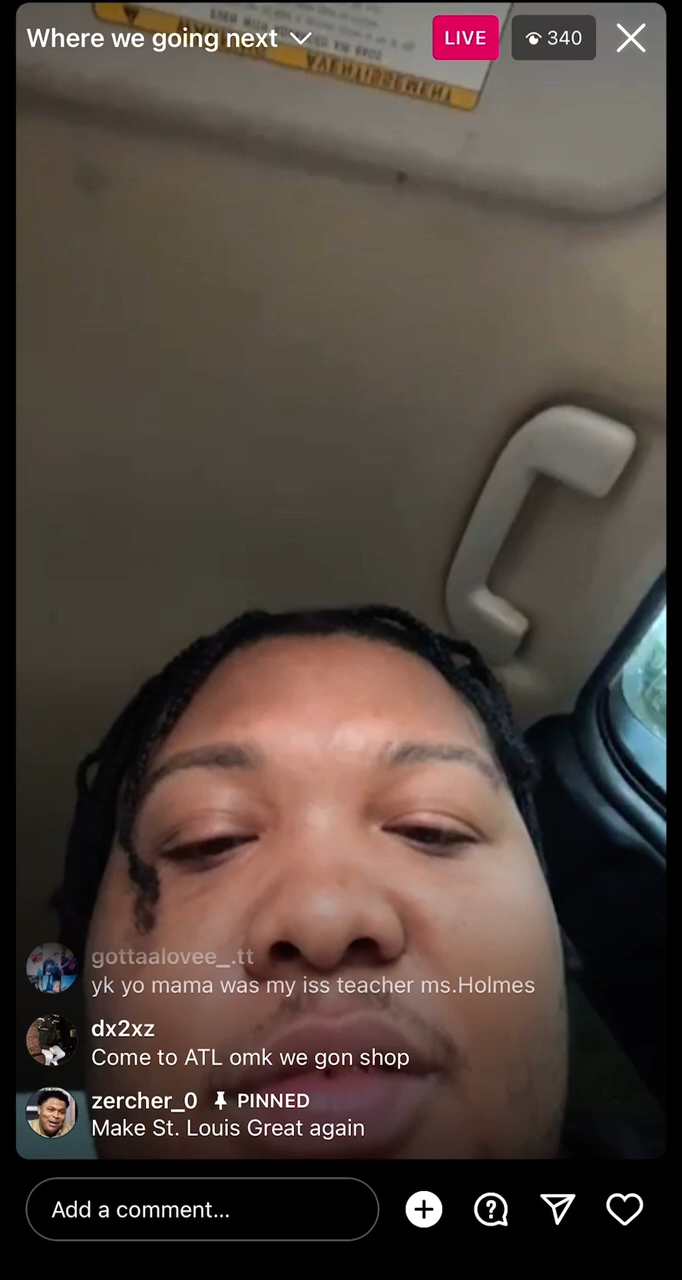 Where we going next
LIVE
340
AVERTISSEMENT
gottaalovee_.tt
yk yo mama was my iss teacher ms.Holmes
dx2xz
Come to ATL omk we gon shop
zercher_0 PINNED
Make St. Louis Great again
Add a comment...